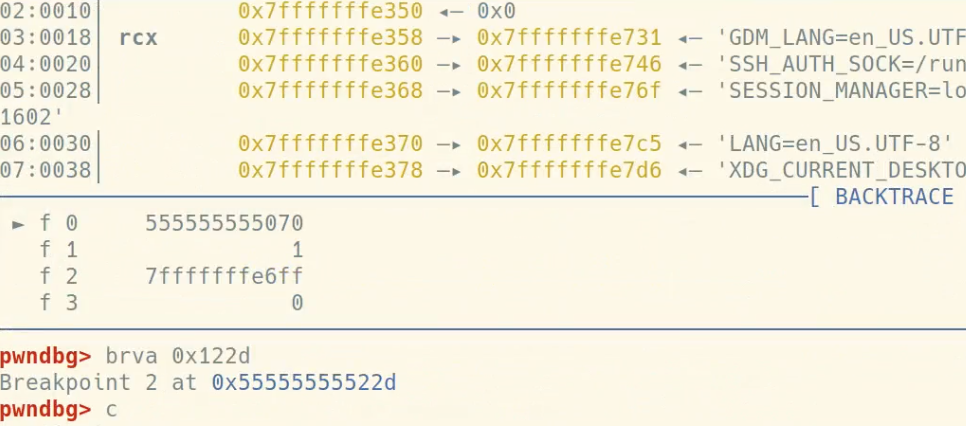 02:0010│ 0x7fffffffe350 ◂— 0x0
03:0018│ rcx 0x7fffffffe358 —▸ 0x7fffffffe731 ◂— 'GDM_LANG=en_US.UTF
04:0020│ 0x7fffffffe360 —▸ 0x7fffffffe746 ◂— 'SSH_AUTH_SOCK=/run
05:0028│ 0x7fffffffe368 —▸ 0x7fffffffe76f ◂— 'SESSION_MANAGER=lo
1602'
06:0030│ 0x7fffffffe370 —▸ 0x7fffffffe7c5 ◂— 'LANG=en_US.UTF-8'
07:0038│ 0x7fffffffe378 —▸ 0x7fffffffe7d6 ◂— 'XDG_CURRENT_DESKTO
[ BACKTRACE
► f 0 555555555070
f 1 1
f 2 7fffffffe6ff
f 3 0
pwndbg> brva 0x122d
Breakpoint 2 at 0x55555555522d
pwndbg> c